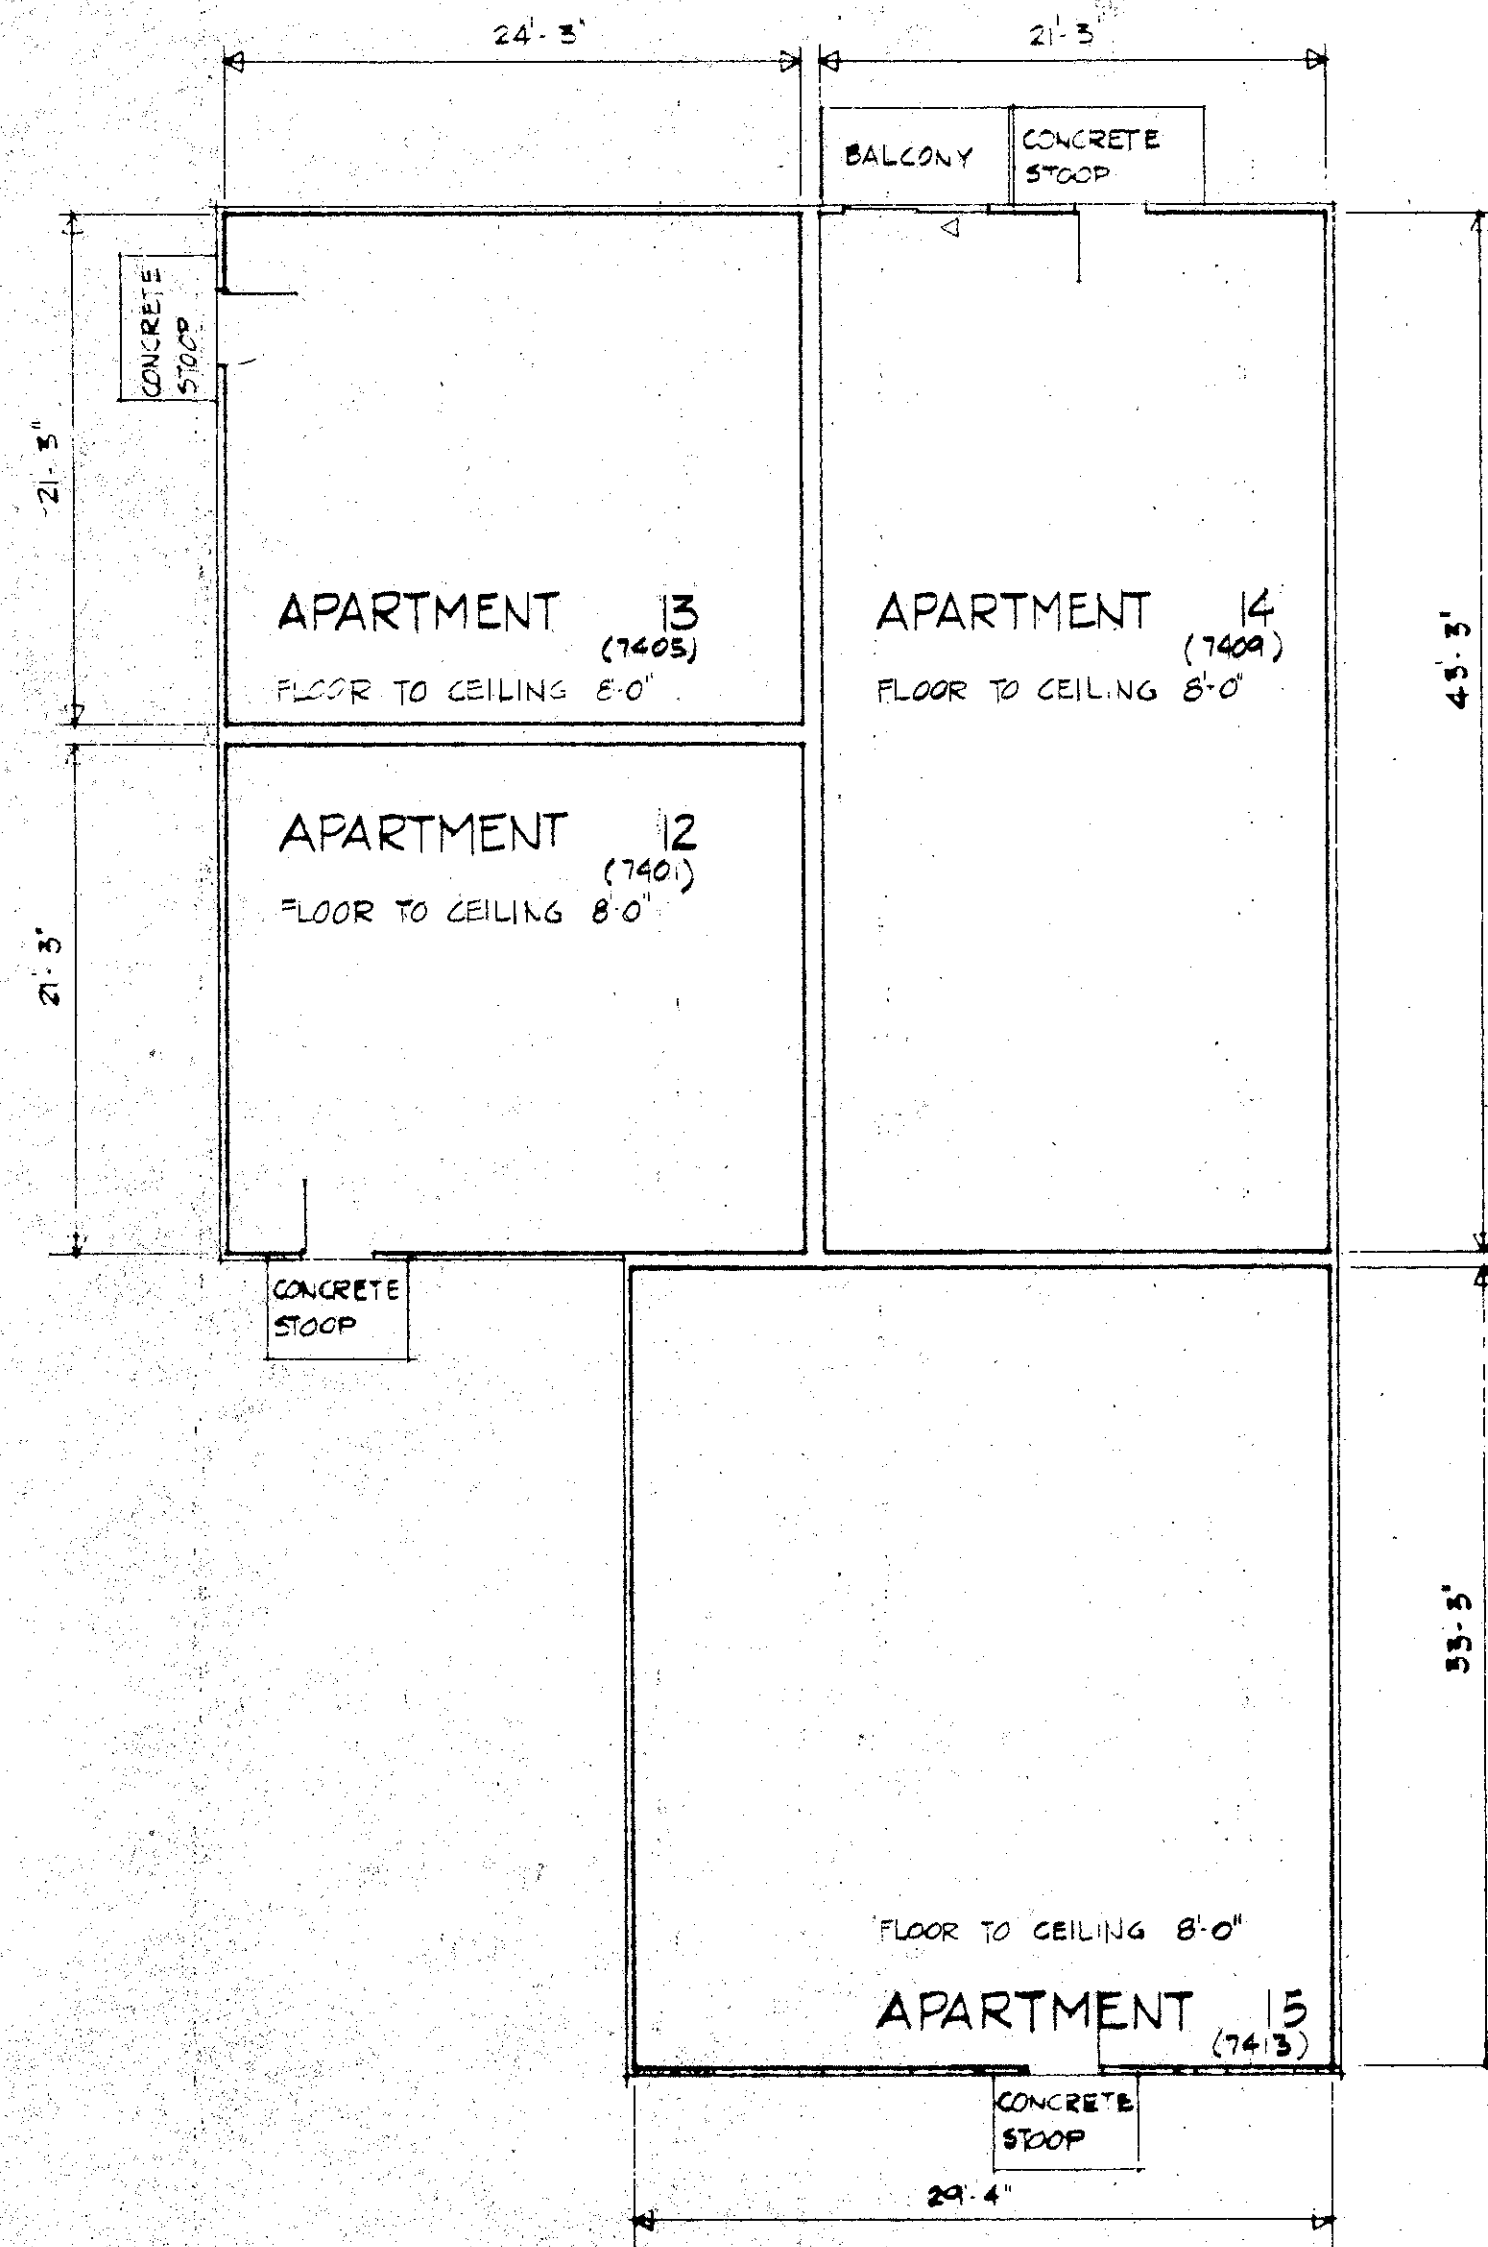 24'-3"
21'-3"
BALCONY
CONCRETE
STOOP
CONCRETE
STOOP
21'-3"
APARTMENT 13
(7405)
FLOOR TO CEILING 8'-0"
APARTMENT 14
(7409)
FLOOR TO CEILING 8'-0"
43'-3"
APARTMENT 12
(7401)
FLOOR TO CEILING 8'-0"
21'-3"
CONCRETE
STOOP
33'-3"
FLOOR TO CEILING 8'-0"
APARTMENT 15
(7413)
CONCRETE
STOOP
29'-4"